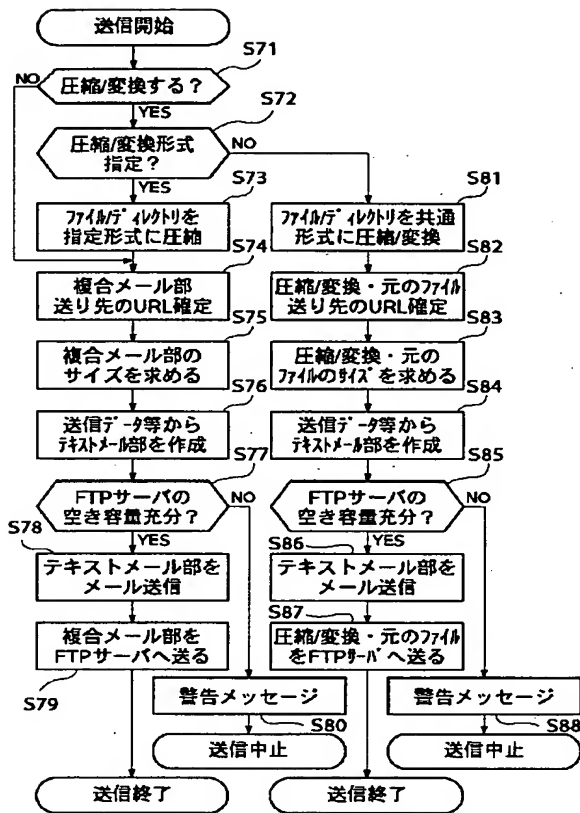 送信開始
S71
圧縮/変換する？
NO
YES
S72
圧縮/変換形式
指定？
NO
YES
S73
ファイル/ディレクトリを
指定形式に圧縮
S81
ファイル/ディレクトリを共通
形式に圧縮/変換
S74
複合メール部
送り先のURL確定
S82
圧縮/変換・元のファイル
送り先のURL確定
S75
複合メール部の
サイズを求める
S83
圧縮/変換・元の
ファイルのサイズを求める
S76
送信データ等から
テキストメール部を作成
S84
送信データ等から
テキストメール部を作成
S77
FTPサーバの
空き容量充分？
NO
YES
S85
FTPサーバの
空き容量充分？
NO
YES
S78
テキストメール部を
メール送信
S86
テキストメール部を
メール送信
複合メール部を
FTPサーバへ送る
S79
S87
圧縮/変換・元のファイル
をFTPサーバへ送る
警告メッセージ
S80
警告メッセージ
S88
送信中止
送信中止
送信終了
送信終了